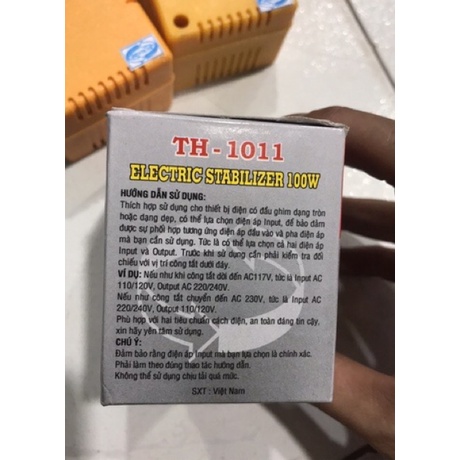 TH - 1011
ELECTRIC STABILIZER 100W
HƯỚNG DẪN SỬ DỤNG:
Thích hợp sử dụng cho thiết bị điện có đầu ghim dạng tròn
hoặc dạng dẹp, có thể lựa chọn điện áp Input, để bảo đảm
được sự phối hợp tương ứng điện áp đầu vào và pha điện áp
mà bạn cần sử dụng. Tức là có thể lựa chọn cả hai điện áp
Input và Output. Trước khi sử dụng cần phải kiểm tra đối
chiếu với vị trí công tắt dưới đây.
VÍ DỤ: Nếu như khi công tắt dời đến AC117V, tức là Input AC
110/120V, Output AC 220/240V.
Nếu như công tắt chuyển đến AC 230V, tức là Input AC
220/240V, Output 110/120V.
Phù hợp với hai tiêu chuẩn cách điện, an toàn đáng tin cậy,
xin hãy yên tâm sử dụng.
CHÚ Ý:
Đảm bảo rằng điện áp Input mà bạn lựa chọn là chính xác.
Phải làm theo đúng thao tác hướng dẫn.
Không thể sử dụng chịu tải quá mức.
SXT : Việt Nam